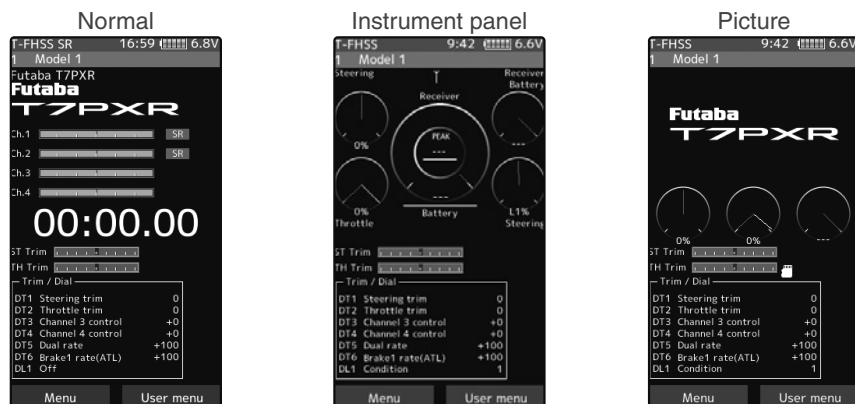 Normal
T-FHSS SR 16:59 6.8V
1 Model 1
Futaba T7PXR
Futaba
T7PXR
Ch.1 SR
Ch.2 SR
Ch.3
Ch.4
00:00.00
ST Trim
TH Trim
Trim / Dial
DT1 Steering trim 0
DT2 Throttle trim 0
DT3 Channel 3 control +0
DT4 Channel 4 control +0
DT5 Dual rate +100
DT6 Brake1 rate(ATL) +100
DL1 Off
Menu User menu
Instrument panel
T-FHSS 9:42 6.6V
1 Model 1
Steering
Receiver
Receiver
Battery
0%
PEAK
---
---
---
0%
Throttle
Battery
L1%
Steering
ST Trim
TH Trim
Trim / Dial
DT1 Steering trim 0
DT2 Throttle trim 0
DT3 Channel 3 control +0
DT4 Channel 4 control +0
DT5 Dual rate +100
DT6 Brake1 rate(ATL) +100
DL1 Condition 1
Menu User menu
Picture
T-FHSS 9:42 6.6V
1 Model 1
Futaba
T7PXR
0% 0% ---
ST Trim
TH Trim
Trim / Dial
DT1 Steering trim 0
DT2 Throttle trim 0
DT3 Channel 3 control +0
DT4 Channel 4 control +0
DT5 Dual rate +100
DT6 Brake1 rate(ATL) +100
DL1 Condition 1
Menu User menu